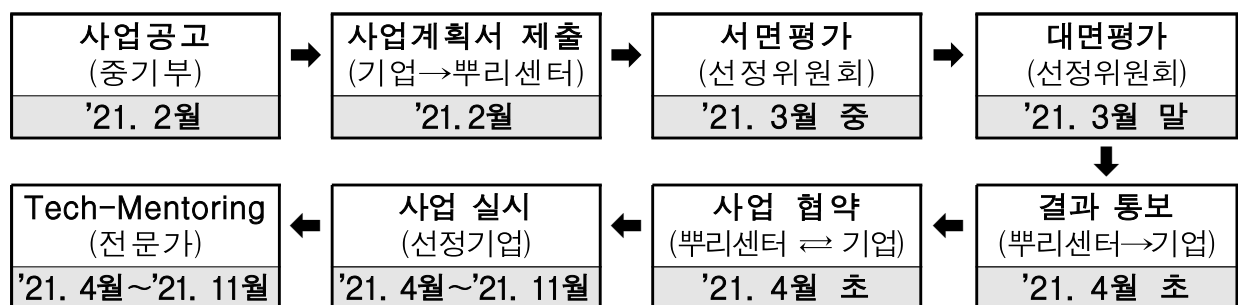 사업공고
(중기부)
'21. 2월
사업계획서 제출
(기업→뿌리센터)
'21.2월
서면평가
(선정위원회)
'21. 3월 중
대면평가
(선정위원회)
'21. 3월 말
결과 통보
(뿌리센터→기업)
'21. 4월 초
사업 협약
(뿌리센터 ⇄ 기업)
'21. 4월 초
사업 실시
(선정기업)
'21. 4월~'21. 11월
Tech-Mentoring
(전문가)
'21. 4월~'21. 11월